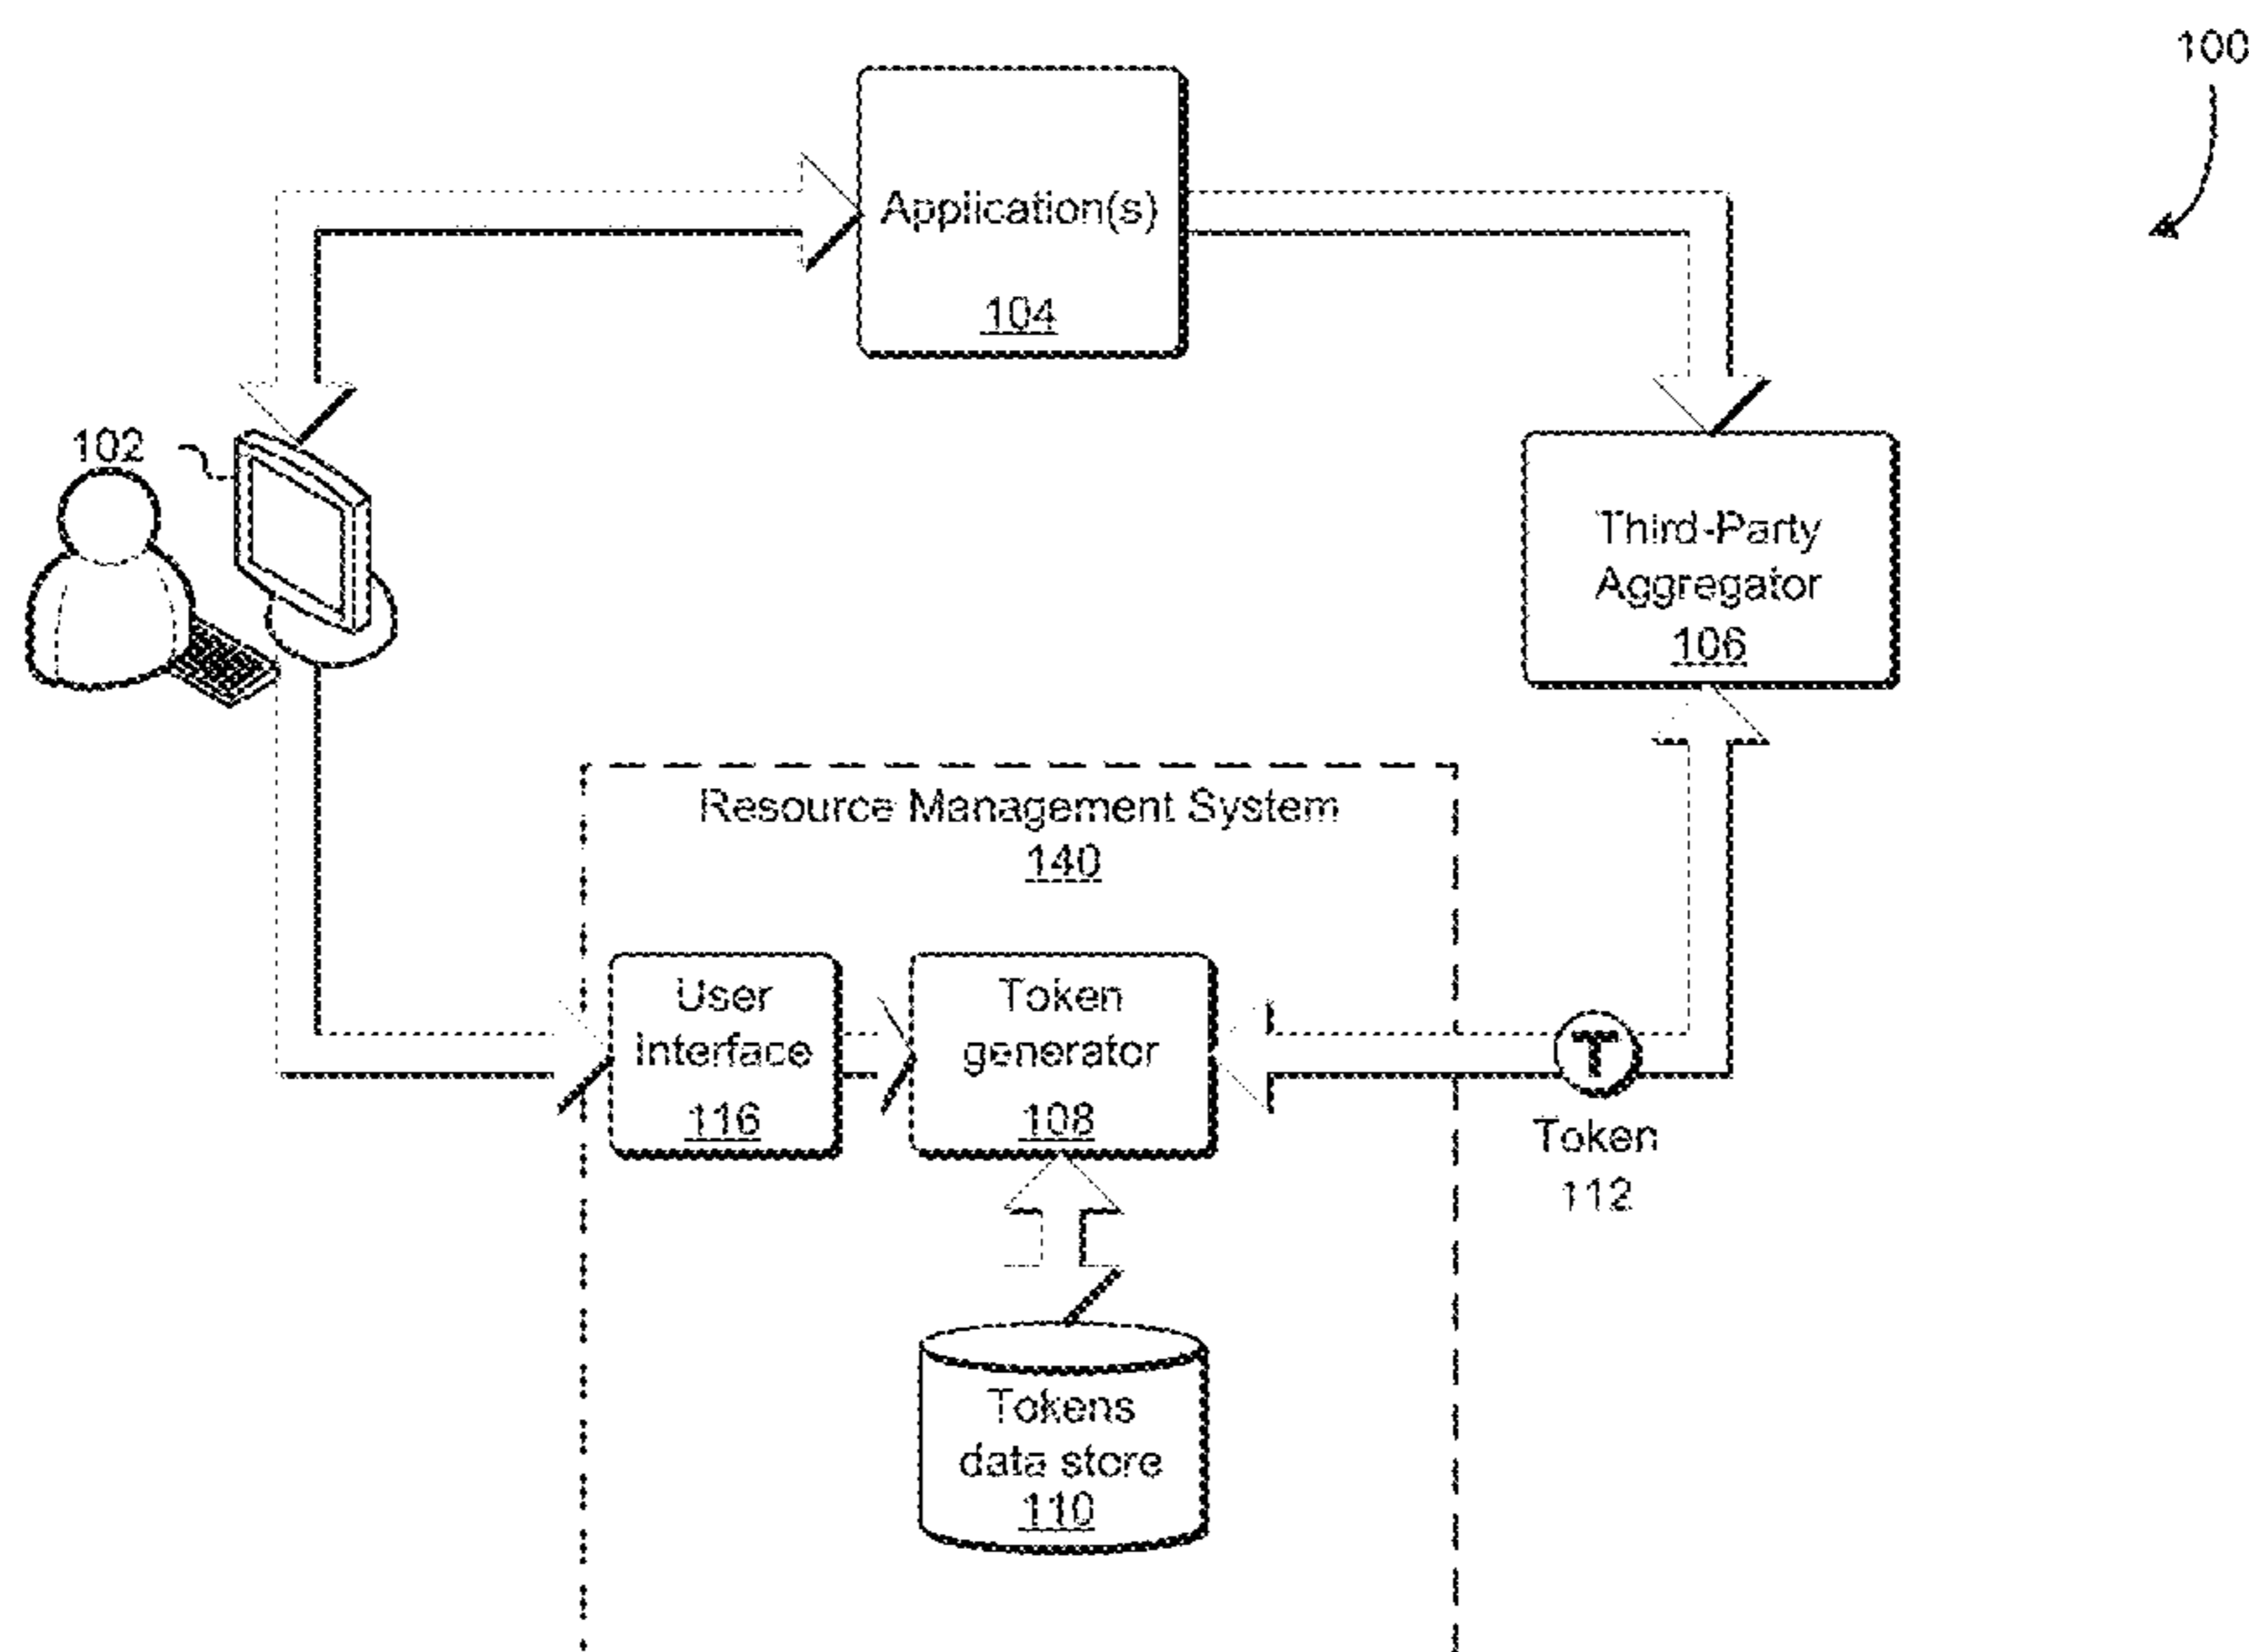 100
Application(s)
104
102
Third-Party
Aggregator
106
Resource Management System
140
User
Interface
116
Token
generator
108
T
Token
112
Tokens
data store
110